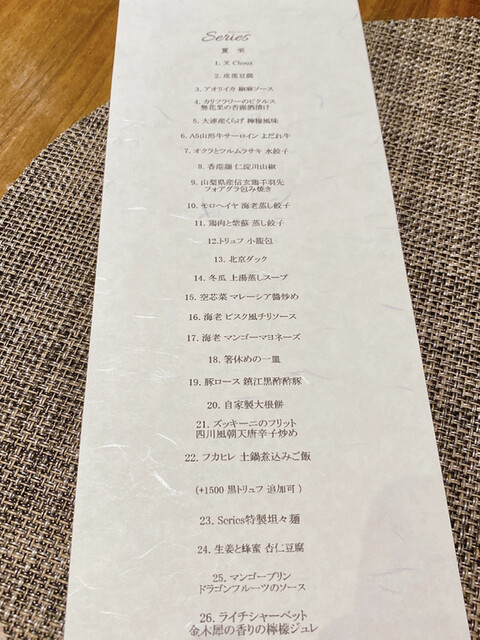 Series
夏 楽
1. 叉 Choux
2. 皮蛋豆腐
3. アオリイカ 椒麻ソース
4. カリフラワーのピクルス
無花果の杏露酒漬け
5. 大連産くらげ 檸檬風味
6. A5山形牛サーロイン よだれ牛
7. オクラとツルムラサキ 水餃子
8. 香港麺 仁淀川山椒
9. 山梨県産信玄鶏手羽先
フォアグラ包み焼き
10. モロヘイヤ 海老蒸し餃子
11. 鶏肉と紫蘇 蒸し餃子
12.トリュフ 小籠包
13. 北京ダック
14. 冬瓜 上湯蒸しスープ
15. 空芯菜 マレーシア醤炒め
16. 海老 ビスク風チリソース
17. 海老 マンゴーマヨネーズ
18. 箸休めの一皿
19. 豚ロース 鎮江黒酢酢豚
20. 自家製大根餅
21. ズッキーニのフリット
四川風朝天唐辛子炒め
22. フカヒレ 土鍋煮込みご飯
(+1500 黒トリュフ 追加可)
23. Series特製坦々麺
24. 生姜と蜂蜜 杏仁豆腐
25. マンゴープリン
ドラゴンフルーツのソース
26. ライチシャーベット
金木犀の香りの檸檬ジュレ